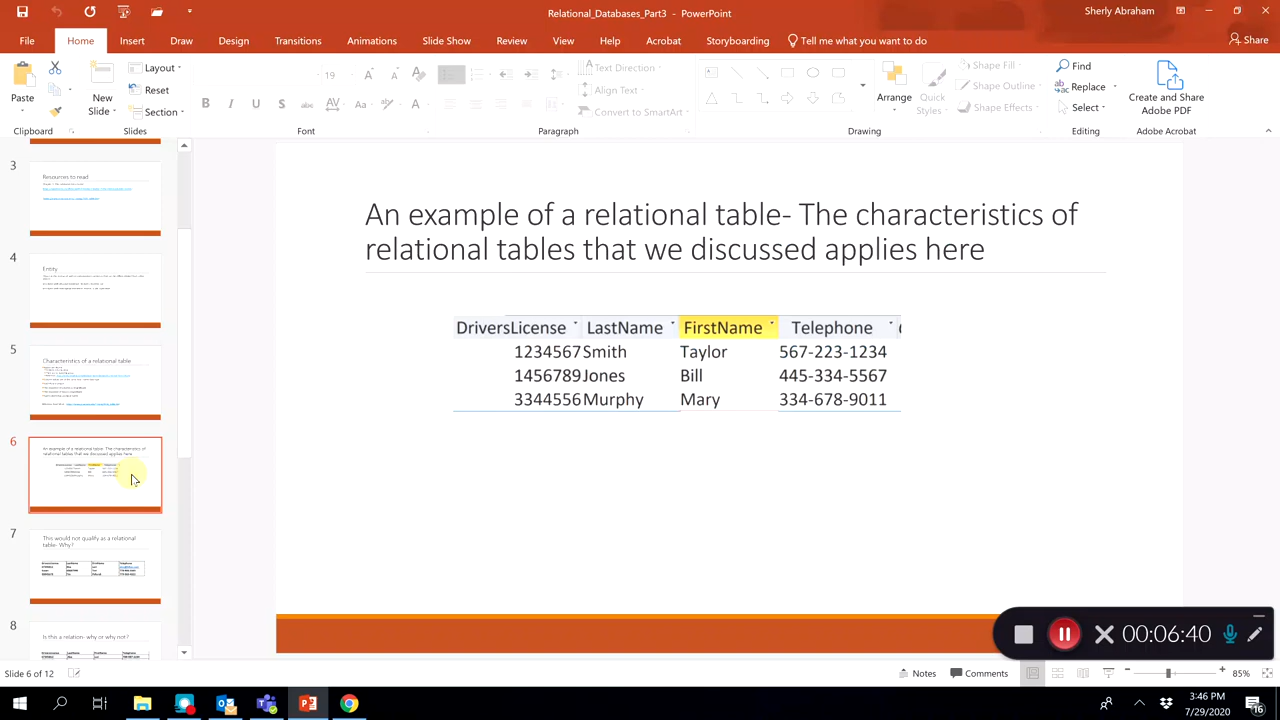 Relational_Databases_Part3 - PowerPoint
Sherly Abraham
File Home Insert Draw Design Transitions Animations Slide Show Review View Help Acrobat Storyboarding Tell me what you want to do
Share
Paste
Clipboard
New
Slide
Layout
Reset
Section
Slides
19
B I U S abc AV Aa A
Font
Text Direction
Align Text
Convert to SmartArt
Paragraph
Arrange
Quick
Styles
Shape Fill
Shape Outline
Shape Effects
Drawing
Find
Replace
Select
Editing
Create and Share
Adobe PDF
Adobe Acrobat
3
Resources to read
4
Entity
5
Characteristics of a relational table
6
An example of a relational table- The characteristics of
relational tables that we discussed applies here
7
This would not qualify as a relational
table- Why?
8
Is this a relation- why or why not?
An example of a relational table- The characteristics of
relational tables that we discussed applies here
DriversLicense LastName FirstName Telephone
1234567 Smith Taylor 567-223-1234
1456789 Jones Bill 445-334-5567
3344556 Murphy Mary 334-678-9011
00:06:40
Slide 6 of 12
Notes
Comments
85%
3:46 PM
7/29/2020
16